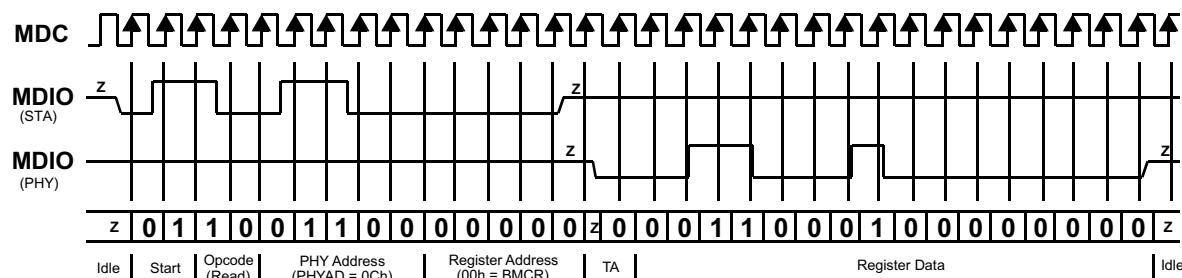 MDC
z z
MDIO
(STA)
MDIO z z
(PHY)
z 0 1 1 0 0 1 1 0 0 0 0 0 0 0 z 0 0 0 1 1 0 0 0 1 0 0 0 0 0 0 0 0 z
Idle Start Opcode (Read) PHY Address (PHYAD = 0Ch) Register Address (00h = BMCR) TA Register Data Idle